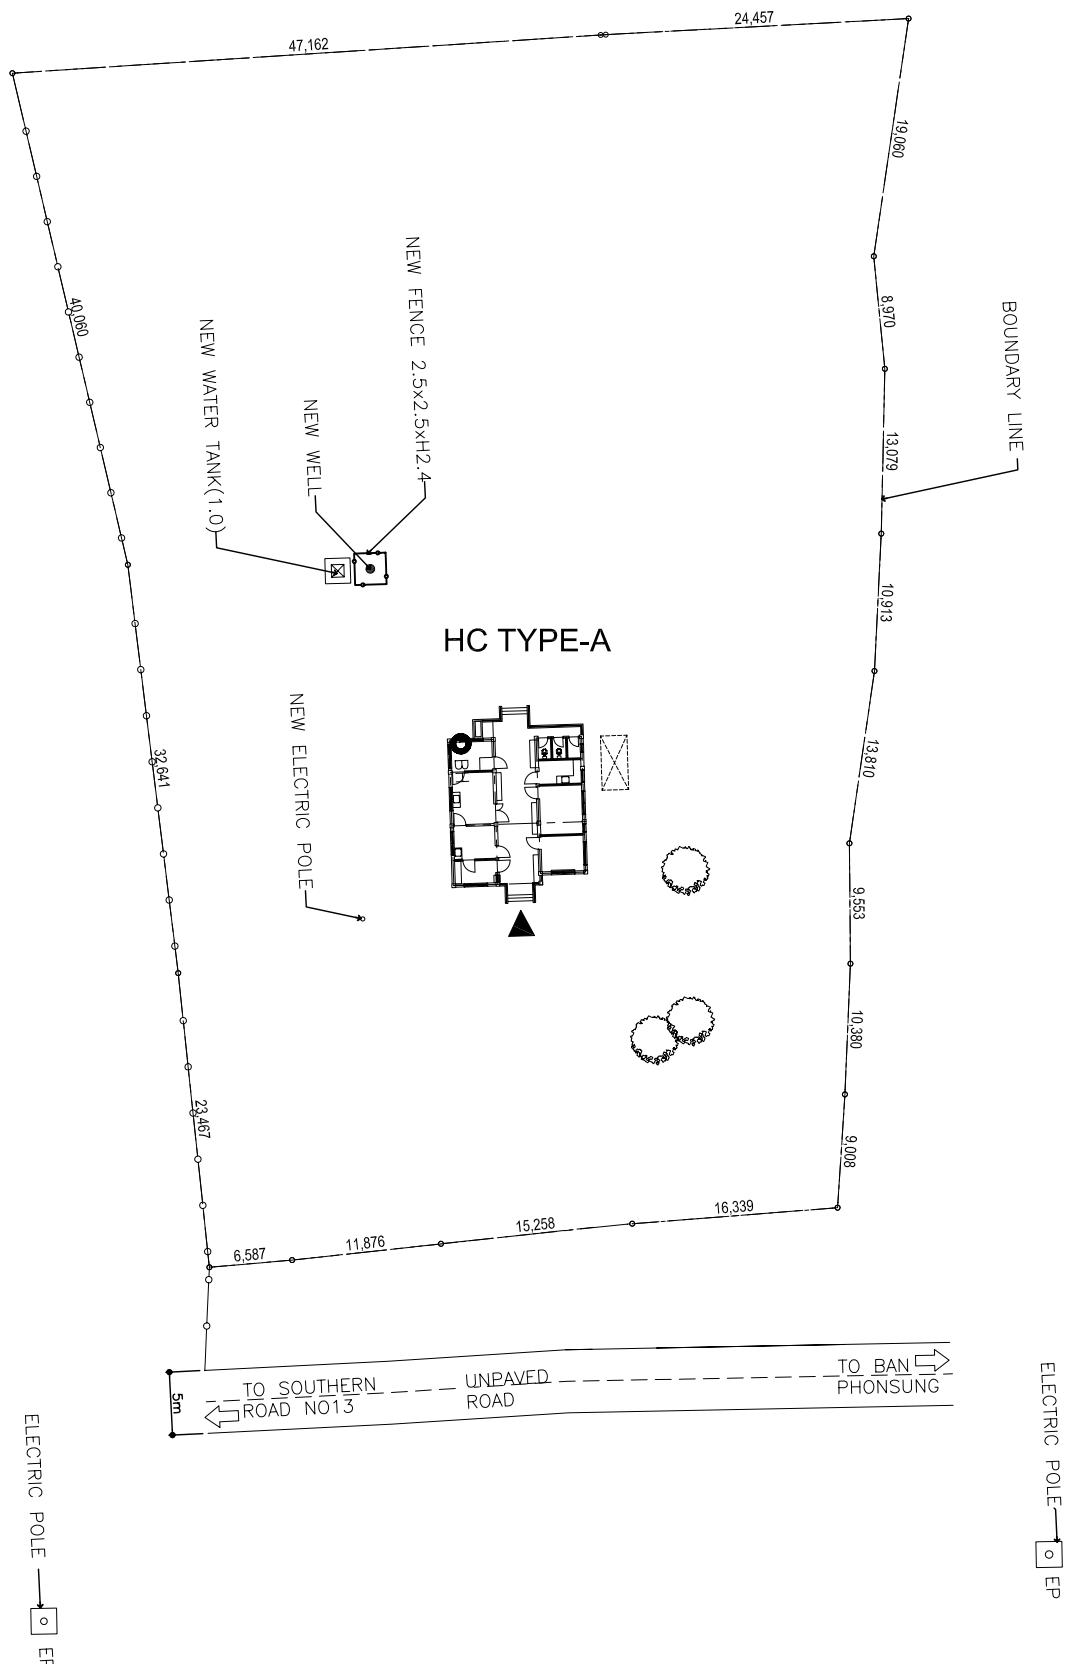 24,457
47,162
19,060
8,970
BOUNDARY LINE
40,060
NEW FENCE 2.5x2.5xH2.4
NEW WATER TANK(1.0)
NEW WELL
13,079
10,913
HC TYPE-A
NEW ELECTRIC POLE
32,641
13,810
9,553
10,380
23,467
9,008
16,339
15,258
11,876
6,587
5m
TO SOUTHERN
ROAD NO13
UNPAVED
ROAD
TO BAN
PHONSUNG
ELECTRIC POLE
EP
ELECTRIC POLE